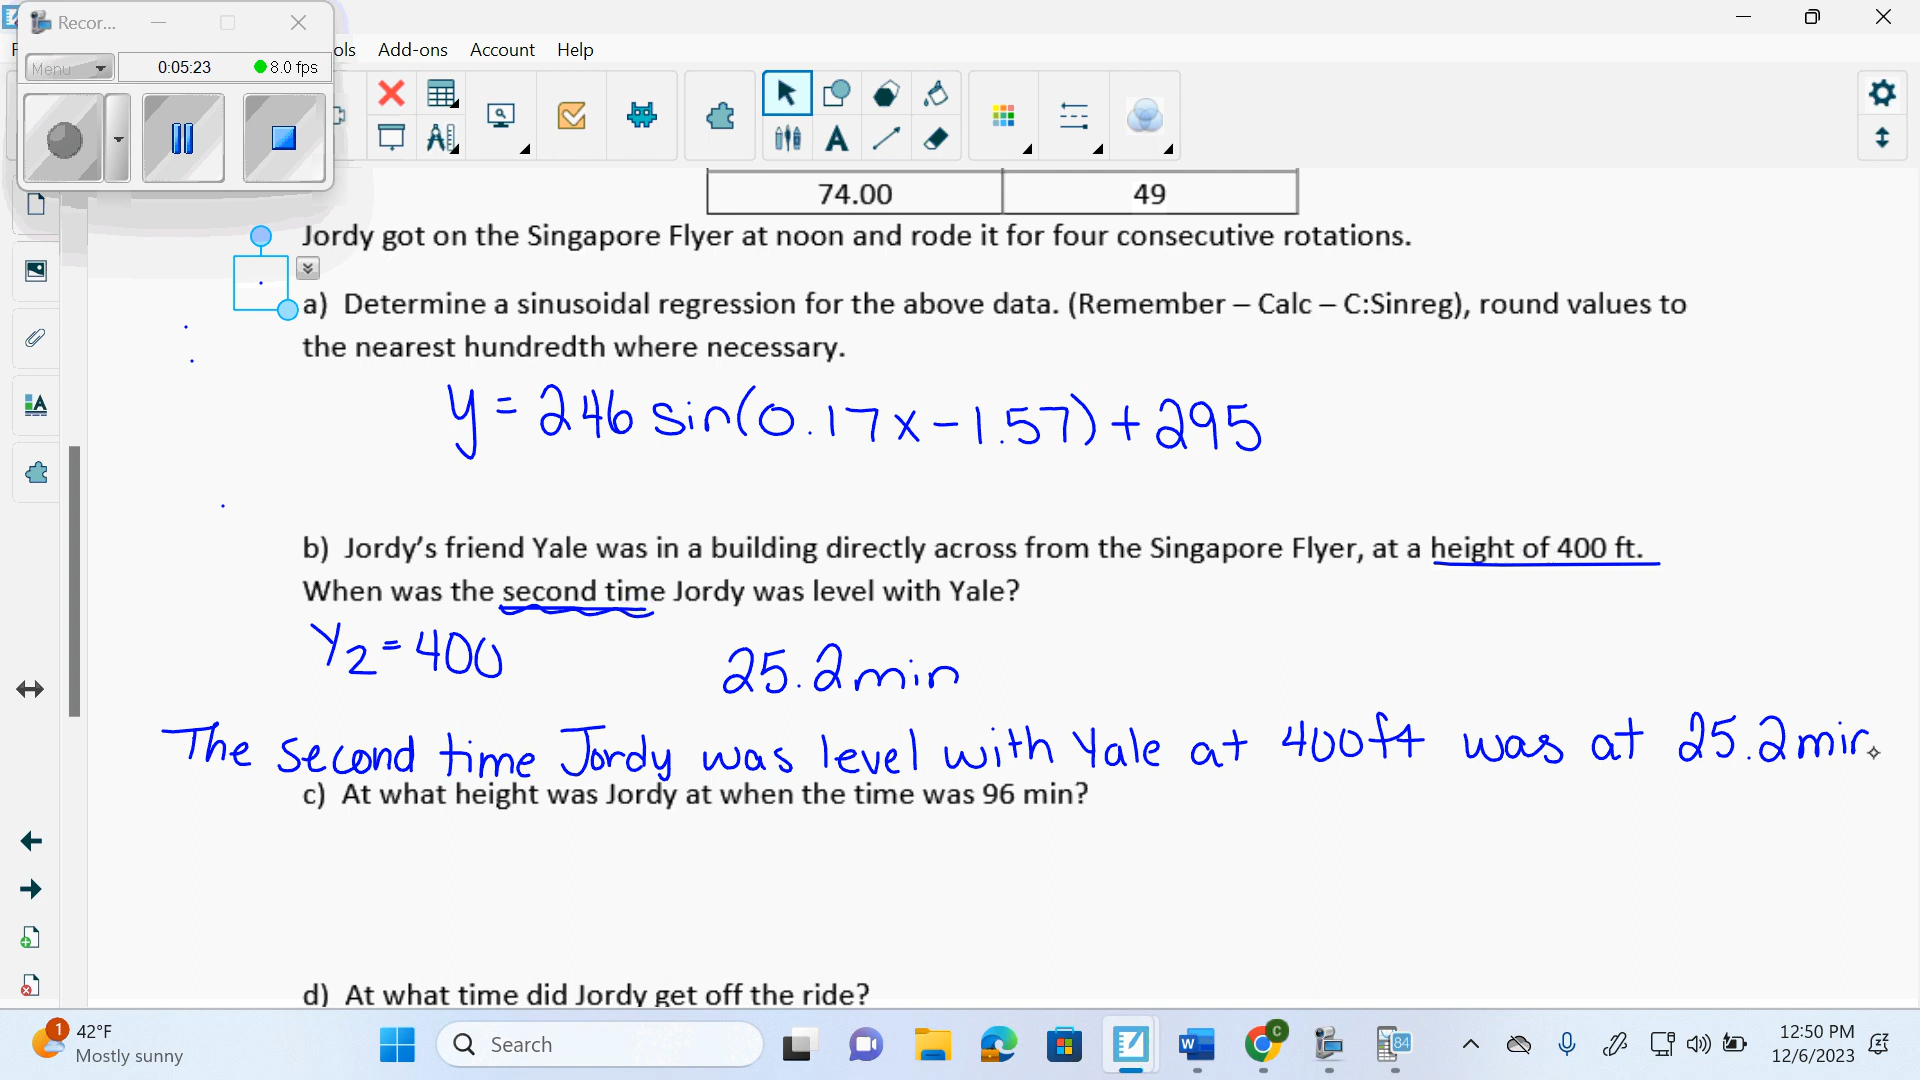 Recor...
Menu
0:05:23
8.0 fps
ols Add-ons Account Help
74.00 49
Jordy got on the Singapore Flyer at noon and rode it for four consecutive rotations.
a) Determine a sinusoidal regression for the above data. (Remember – Calc – C:Sinreg), round values to
the nearest hundredth where necessary.
y = 246 sin(0.17x - 1.57) + 295
b) Jordy's friend Yale was in a building directly across from the Singapore Flyer, at a height of 400 ft.
When was the second time Jordy was level with Yale?
Y2 = 400
25.2 min
The second time Jordy was level with Yale at 400ft was at 25.2 min.
c) At what height was Jordy at when the time was 96 min?
d) At what time did Jordy get off the ride?
1
42°F
Mostly sunny
Search
W
C
84
12:50 PM
12/6/2023